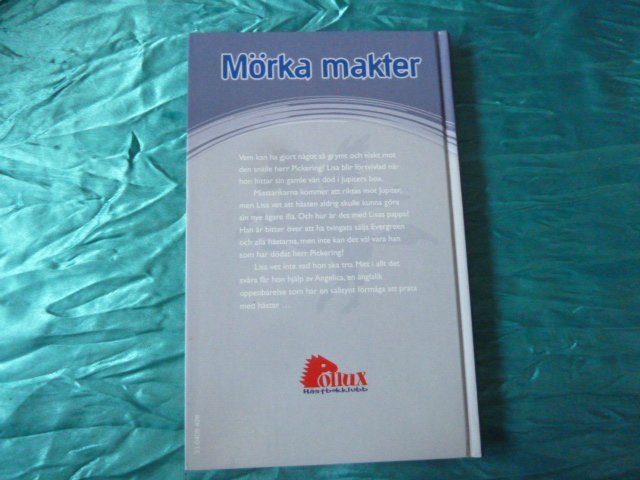 Mörka makter
Vem kan ha gjort något så grymt och elakt mot
den snälle herr Pickering? Lisa blir förtvivlad när
hon hittar sin gamle vän död i Jupiters box.
Misstankarna kommer att riktas mot Jupiter,
men Lisa vet att hästen aldrig skulle kunna göra
sin nye ägare illa. Och hur är det med Lisas pappa?
Han är bitter över att ha tvingats sälja Evergreen
och alla hästarna, men inte kan det väl vara han
som har dödat herr Pickering?
Lisa vet inte vad hon ska tro. Mitt i allt det
svåra får hon hjälp av Angelica, en änglalik
uppenbarelse som har en sällsynt förmåga att prata
med hästar ….
Pollux
Hästbokklubb